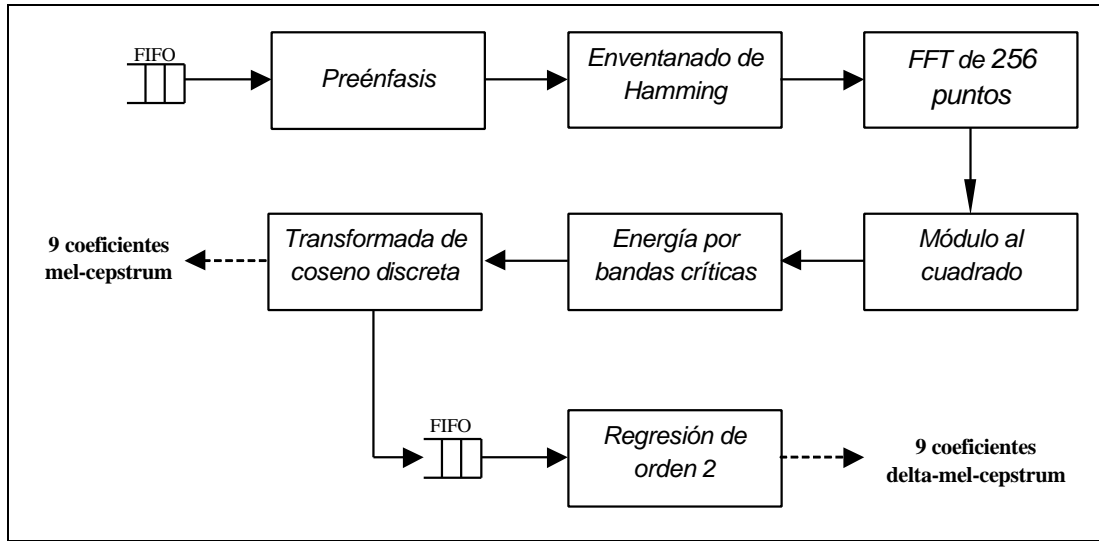 FIFO
Preénfasis
Enventanado de
Hamming
FFT de 256
puntos
9 coeficientes
mel-cepstrum
Transformada de
coseno discreta
Energía por
bandas críticas
Módulo al
cuadrado
FIFO
Regresión de
orden 2
9 coeficientes
delta-mel-cepstrum